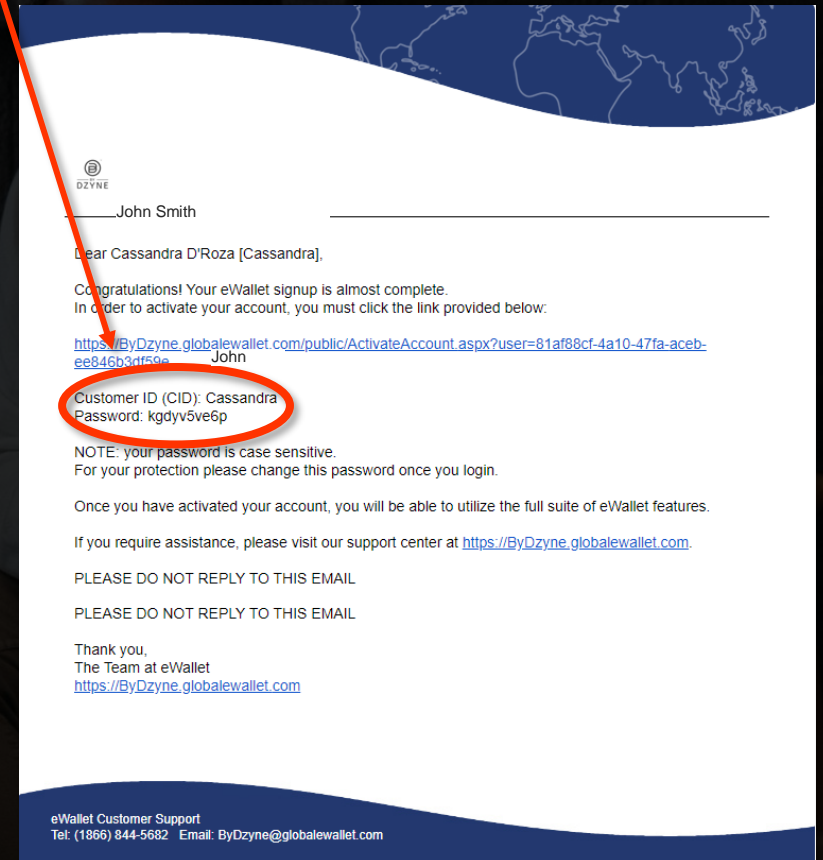 BY
DZYNE
John Smith
Dear Cassandra D'Roza [Cassandra],
Congratulations! Your eWallet signup is almost complete.
In order to activate your account, you must click the link provided below:
https://ByDzyne.globalewallet.com/public/ActivateAccount.aspx?user=81af88cf-4a10-47fa-aceb-
ee846b3df59e
John
Customer ID (CID): Cassandra
Password: kgdyv5ve6p
NOTE: your password is case sensitive.
For your protection please change this password once you login.
Once you have activated your account, you will be able to utilize the full suite of eWallet features.
If you require assistance, please visit our support center at https://ByDzyne.globalewallet.com.
PLEASE DO NOT REPLY TO THIS EMAIL
PLEASE DO NOT REPLY TO THIS EMAIL
Thank you,
The Team at eWallet
https://ByDzyne.globalewallet.com
eWallet Customer Support
Tel: (1866) 844-5682 Email: ByDzyne@globalewallet.com